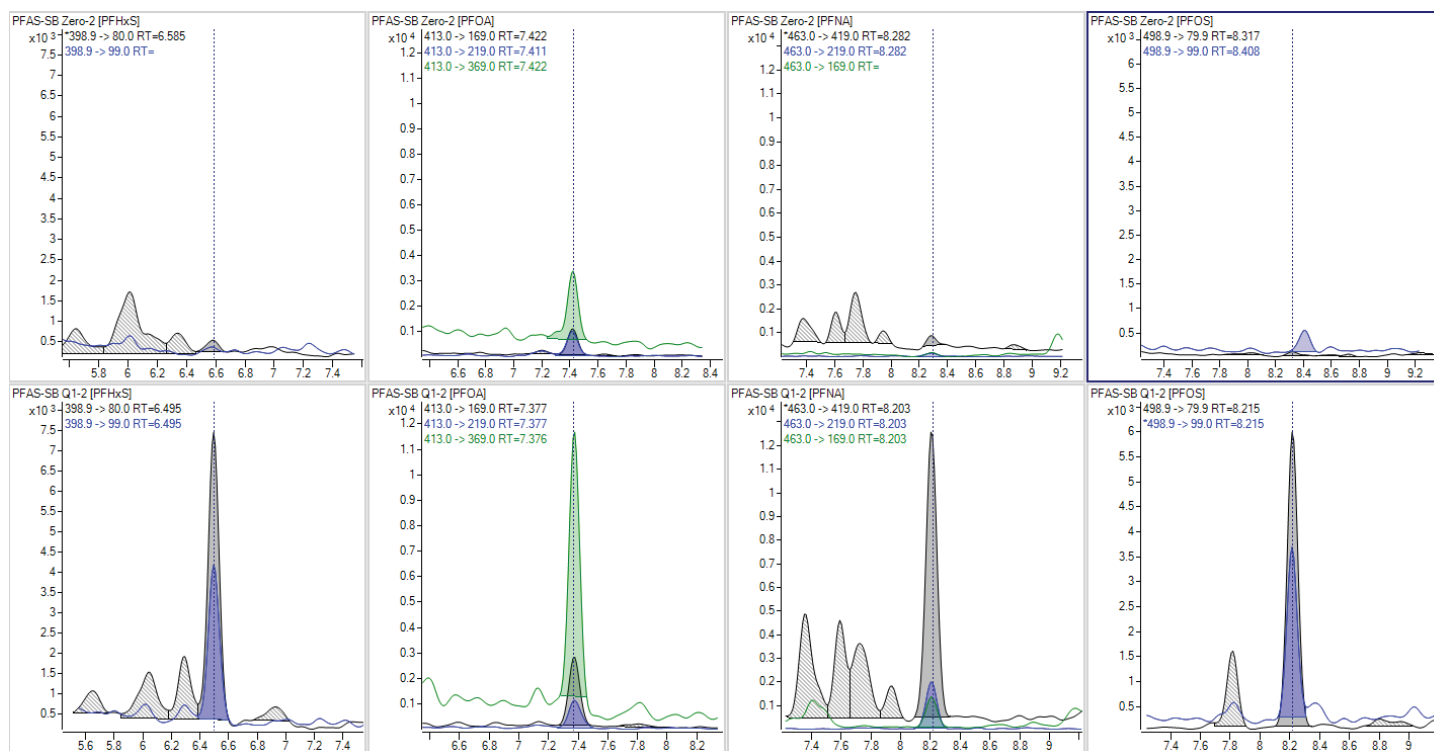 PFAS-SB Zero-2 [PFHxS]
x10 3
*398.9 -> 80.0 RT=6.585
398.9 -> 99.0 RT=
7.5
7
6.5
6
5.5
5
4.5
4
3.5
3
2.5
2
1.5
1
0.5
5.8 6 6.2 6.4 6.6 6.8 7 7.2 7.4
PFAS-SB Zero-2 [PFOA]
x10 4
413.0 -> 169.0 RT=7.422
413.0 -> 219.0 RT=7.411
413.0 -> 369.0 RT=7.422
1.2
1.1
1
0.9
0.8
0.7
0.6
0.5
0.4
0.3
0.2
0.1
6.6 6.8 7 7.2 7.4 7.6 7.8 8 8.2 8.4
PFAS-SB Zero-2 [PFNA]
x10 4
*463.0 -> 419.0 RT=8.282
463.0 -> 219.0 RT=8.282
463.0 -> 169.0 RT=
1.2
1.1
1
0.9
0.8
0.7
0.6
0.5
0.4
0.3
0.2
0.1
7.4 7.6 7.8 8 8.2 8.4 8.6 8.8 9 9.2
PFAS-SB Zero-2 [PFOS]
x10 3
*498.9 -> 79.9 RT=8.317
498.9 -> 99.0 RT=8.408
6
5.5
5
4.5
4
3.5
3
2.5
2
1.5
1
0.5
7.4 7.6 7.8 8 8.2 8.4 8.6 8.8 9 9.2
PFAS-SB Q1-2 [PFHxS]
x10 3
398.9 -> 80.0 RT=6.495
398.9 -> 99.0 RT=6.495
7.5
7
6.5
6
5.5
5
4.5
4
3.5
3
2.5
2
1.5
1
0.5
5.6 5.8 6 6.2 6.4 6.6 6.8 7 7.2 7.4
PFAS-SB Q1-2 [PFOA]
x10 4
413.0 -> 169.0 RT=7.377
413.0 -> 219.0 RT=7.377
413.0 -> 369.0 RT=7.376
1.1
1
0.9
0.8
0.7
0.6
0.5
0.4
0.3
0.2
0.1
6.6 6.8 7 7.2 7.4 7.6 7.8 8 8.2
PFAS-SB Q1-2 [PFNA]
x10 4
*463.0 -> 419.0 RT=8.203
463.0 -> 219.0 RT=8.203
463.0 -> 169.0 RT=8.203
1.2
1.1
1
0.9
0.8
0.7
0.6
0.5
0.4
0.3
0.2
0.1
7.4 7.6 7.8 8 8.2 8.4 8.6 8.8 9
PFAS-SB Q1-2 [PFOS]
x10 3
498.9 -> 79.9 RT=8.215
*498.9 -> 99.0 RT=8.215
6
5.5
5
4.5
4
3.5
3
2.5
2
1.5
1
0.5
7.4 7.6 7.8 8 8.2 8.4 8.6 8.8 9